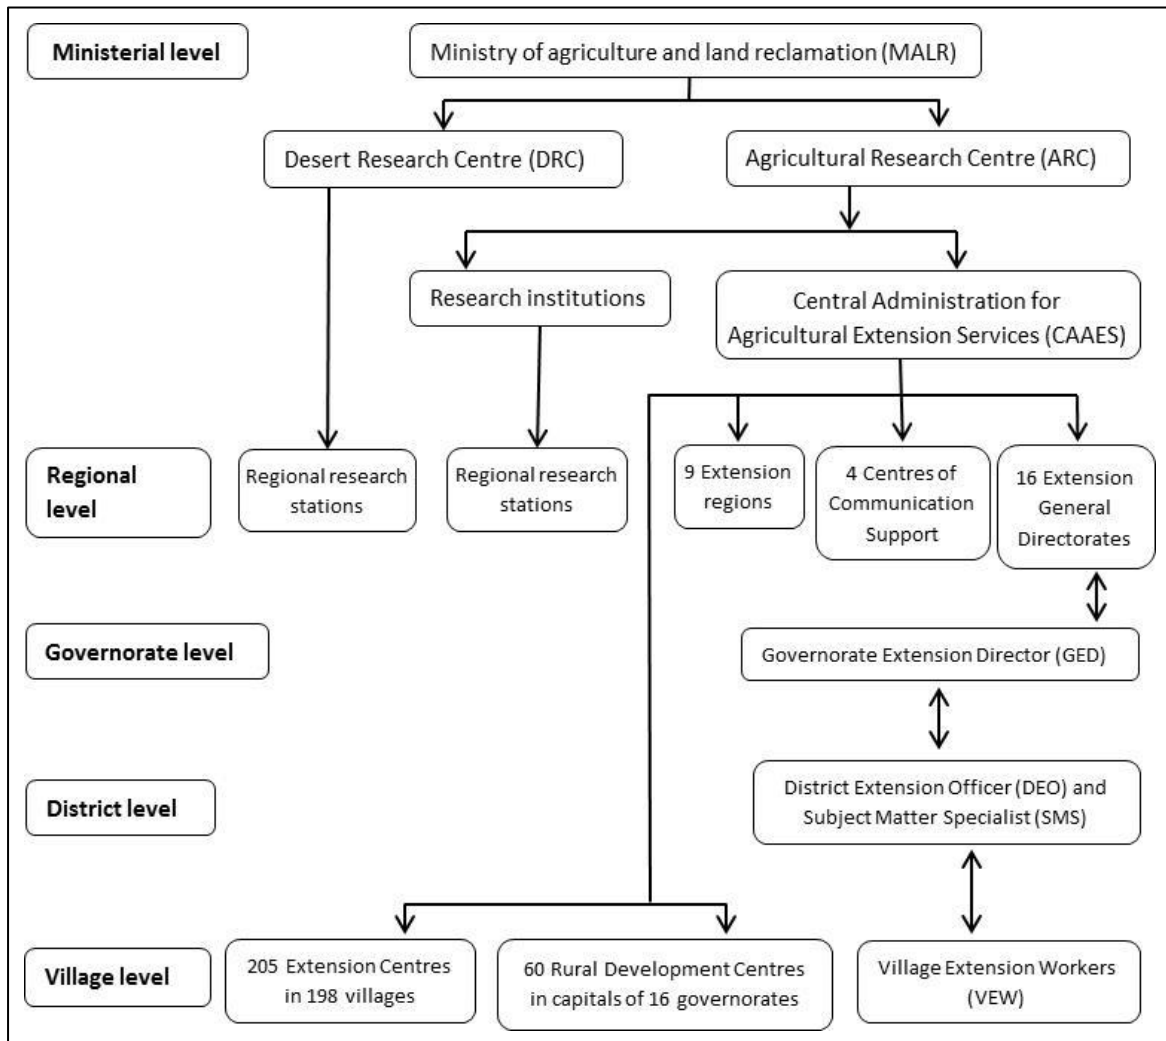 Ministerial level
Ministry of agriculture and land reclamation (MALR)
Desert Research Centre (DRC)
Agricultural Research Centre (ARC)
Research institutions
Central Administration for
Agricultural Extension Services (CAAES)
Regional
level
Regional research
stations
Regional research
stations
9 Extension
regions
4 Centres of
Communication
Support
16 Extension
General
Directorates
Governorate level
Governorate Extension Director (GED)
District level
District Extension Officer (DEO) and
Subject Matter Specialist (SMS)
Village level
205 Extension Centres
in 198 villages
60 Rural Development Centres
in capitals of 16 governorates
Village Extension Workers
(VEW)